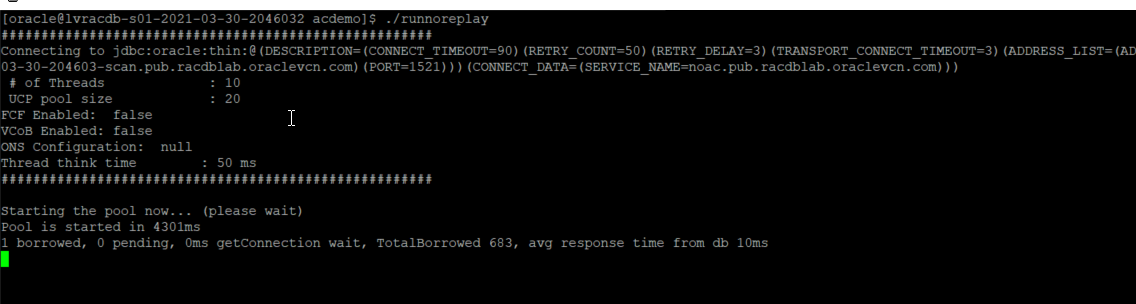 [oracle@lvracdb-s01-2021-03-30-2046032 acdemo]$ ./runnoreplay
######################################################
Connecting to jdbc:oracle:thin:@(DESCRIPTION=(CONNECT_TIMEOUT=90)(RETRY_COUNT=50)(RETRY_DELAY=3)(TRANSPORT_CONNECT_TIMEOUT=3)(ADDRESS_LIST=(AD
03-30-204603-scan.pub.racdblab.oraclevcn.com)(PORT=1521)))(CONNECT_DATA=(SERVICE_NAME=noac.pub.racdblab.oraclevcn.com)))
# of Threads : 10
UCP pool size : 20
FCF Enabled: false
VCoB Enabled: false
ONS Configuration: null
Thread think time : 50 ms
######################################################
Starting the pool now... (please wait)
Pool is started in 4301ms
1 borrowed, 0 pending, 0ms getConnection wait, TotalBorrowed 683, avg response time from db 10ms